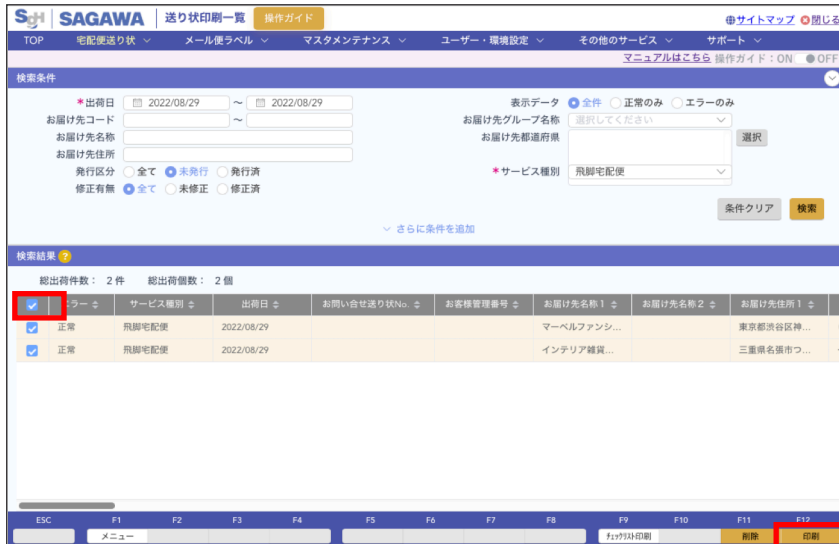 SGH SAGAWA 送り状印刷一覧 操作ガイド サイトマップ 閉じる
TOP 宅配便送り状 メール便ラベル マスタメンテナンス ユーザー・環境設定 その他のサービス サポート
マニュアルはこちら 操作ガイド：ON OFF
検索条件
*出荷日 2022/08/29 ～ 2022/08/29 表示データ 全件 正常のみ エラーのみ
お届け先コード ～ お届け先グループ名称 選択してください
お届け先名称 お届け先都道府県 選択
お届け先住所
発行区分 全て 未発行 発行済 *サービス種別 飛脚宅配便
修正有無 全て 未修正 修正済
条件クリア 検索
さらに条件を追加
検索結果 ?
総出荷件数： 2 件 総出荷個数： 2 個
ラー サービス種別 出荷日 お問い合せ送り状No. お客様管理番号 お届け先名称１ お届け先名称２ お届け先住所１
正常 飛脚宅配便 2022/08/29 マーベルファンシ... 東京都渋谷区神...
正常 飛脚宅配便 2022/08/29 インテリア雑貨... 三重県名張市つ...
ESC F1 F2 F3 F4 F5 F6 F7 F8 F9 F10 F11 F12
メニュー ﾁｪｯｸﾘｽﾄ印刷 削除 印刷